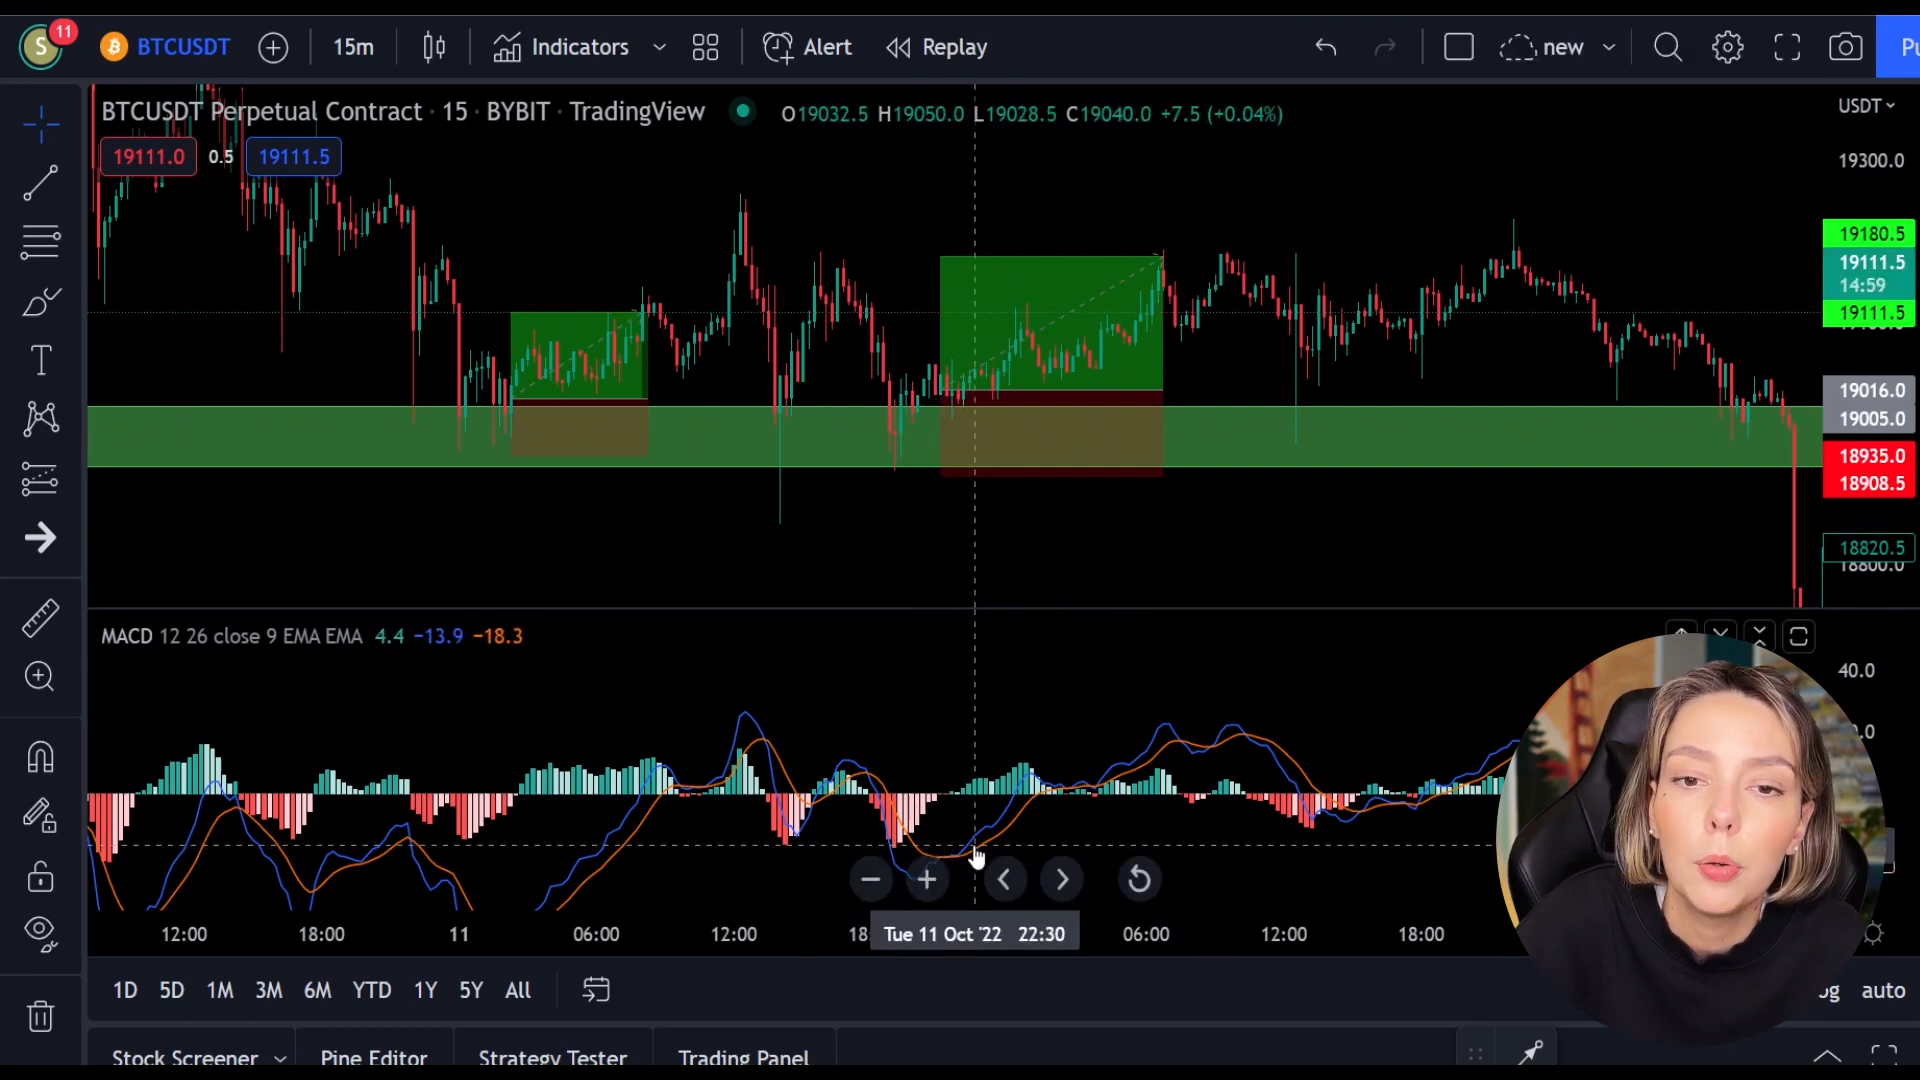 S 11 BTCUSDT 15m Indicators Alert Replay new Pu
BTCUSDT Perpetual Contract · 15 · BYBIT · TradingView O19032.5 H19050.0 L19028.5 C19040.0 +7.5 (+0.04%) USDT
19111.0 0.5 19111.5
19300.0
19180.5
19111.5
14:59
19111.5
19016.0
19005.0
18935.0
18908.5
18820.5
18800.0
MACD 12 26 close 9 EMA EMA 4.4 −13.9 −18.3
40.0
12:00 18:00 11 06:00 12:00 18: Tue 11 Oct '22 22:30 06:00 12:00 18:00
1D 5D 1M 3M 6M YTD 1Y 5Y All auto
Stock Screener Pine Editor Strategy Tester Trading Panel